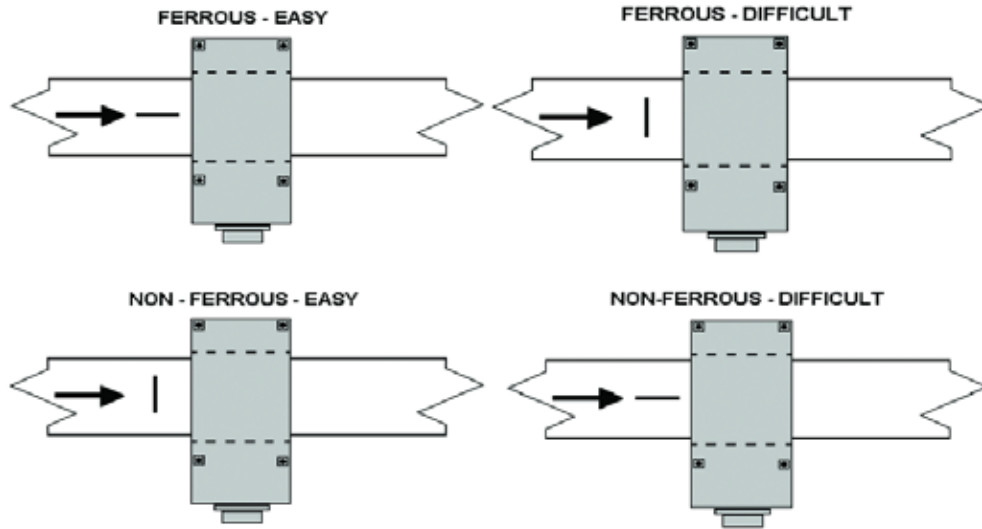 FERROUS - EASY
FERROUS - DIFFICULT
NON - FERROUS - EASY
NON-FERROUS - DIFFICULT